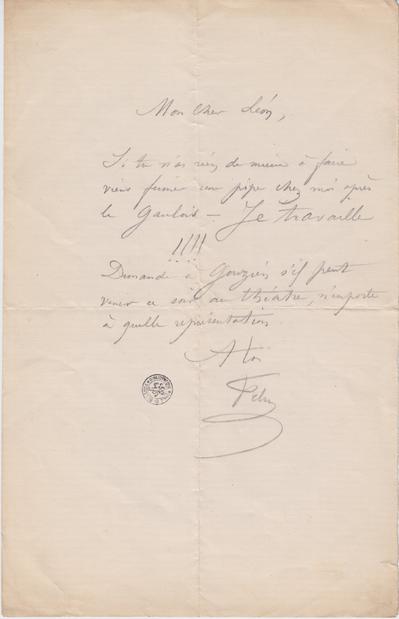 Mon cher Léon,
Si tu n'as rien de mieux à faire
viens fumer une pipe chez moi après
le Gaulois – Je travaille
!!!!
Demande à Gouzien s'il peut
venir ce soir au théâtre, n'importe
à quelle représentation.
A toi